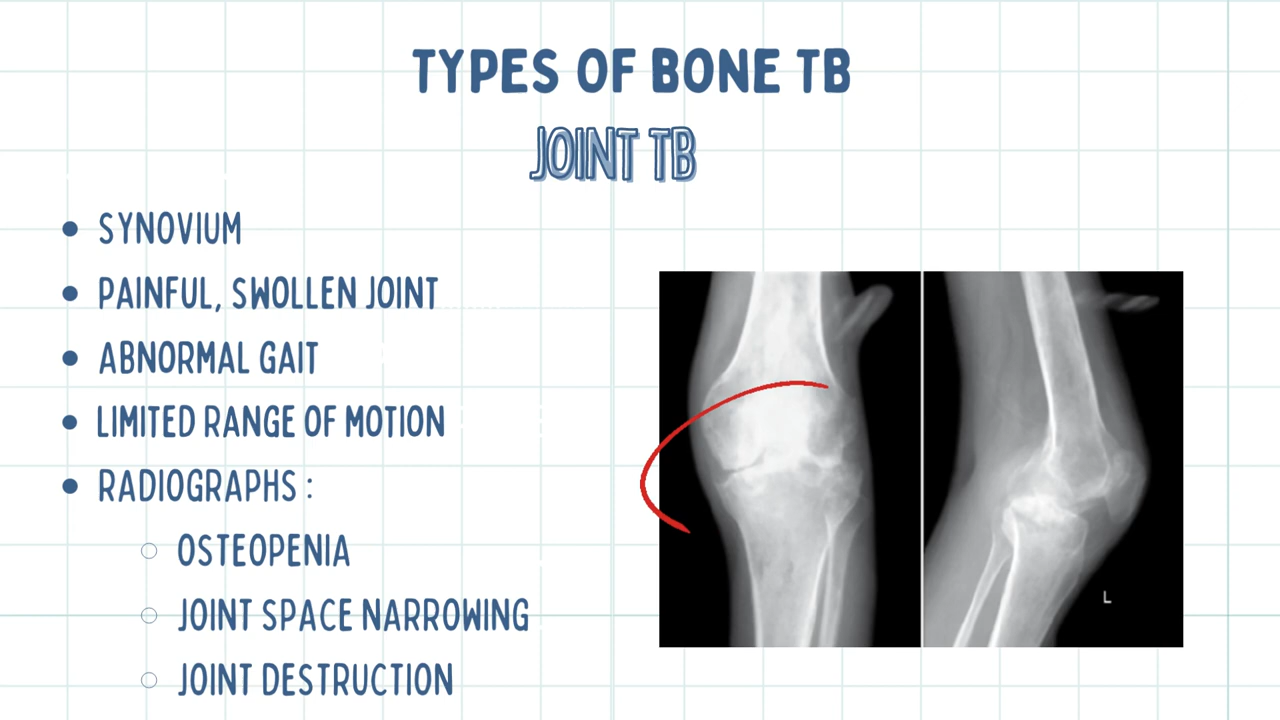 TYPES OF BONE TB
JOINT TB
• SYNOVIUM
• PAINFUL, SWOLLEN JOINT
• ABNORMAL GAIT
• LIMITED RANGE OF MOTION
• RADIOGRAPHS :
○ OSTEOPENIA
○ JOINT SPACE NARROWING
○ JOINT DESTRUCTION
L